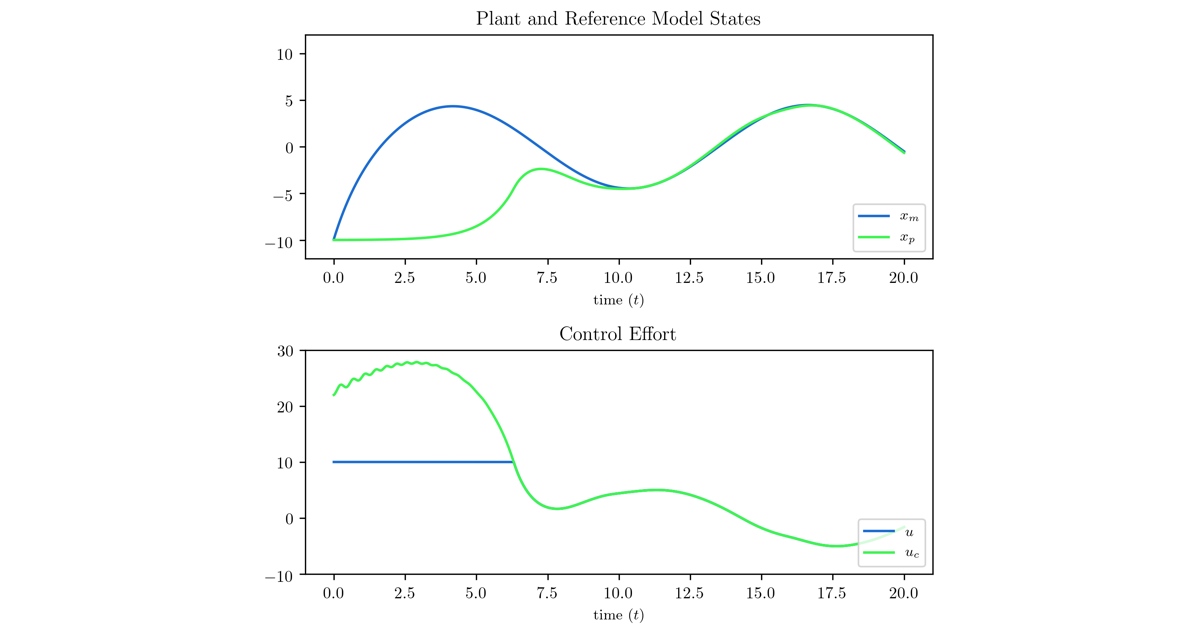 Plant and Reference Model States
10
5
0
−5
−10
x_m
x_p
0.0 2.5 5.0 7.5 10.0 12.5 15.0 17.5 20.0
time (t)
Control Effort
30
20
10
0
−10
u
u_c
0.0 2.5 5.0 7.5 10.0 12.5 15.0 17.5 20.0
time (t)